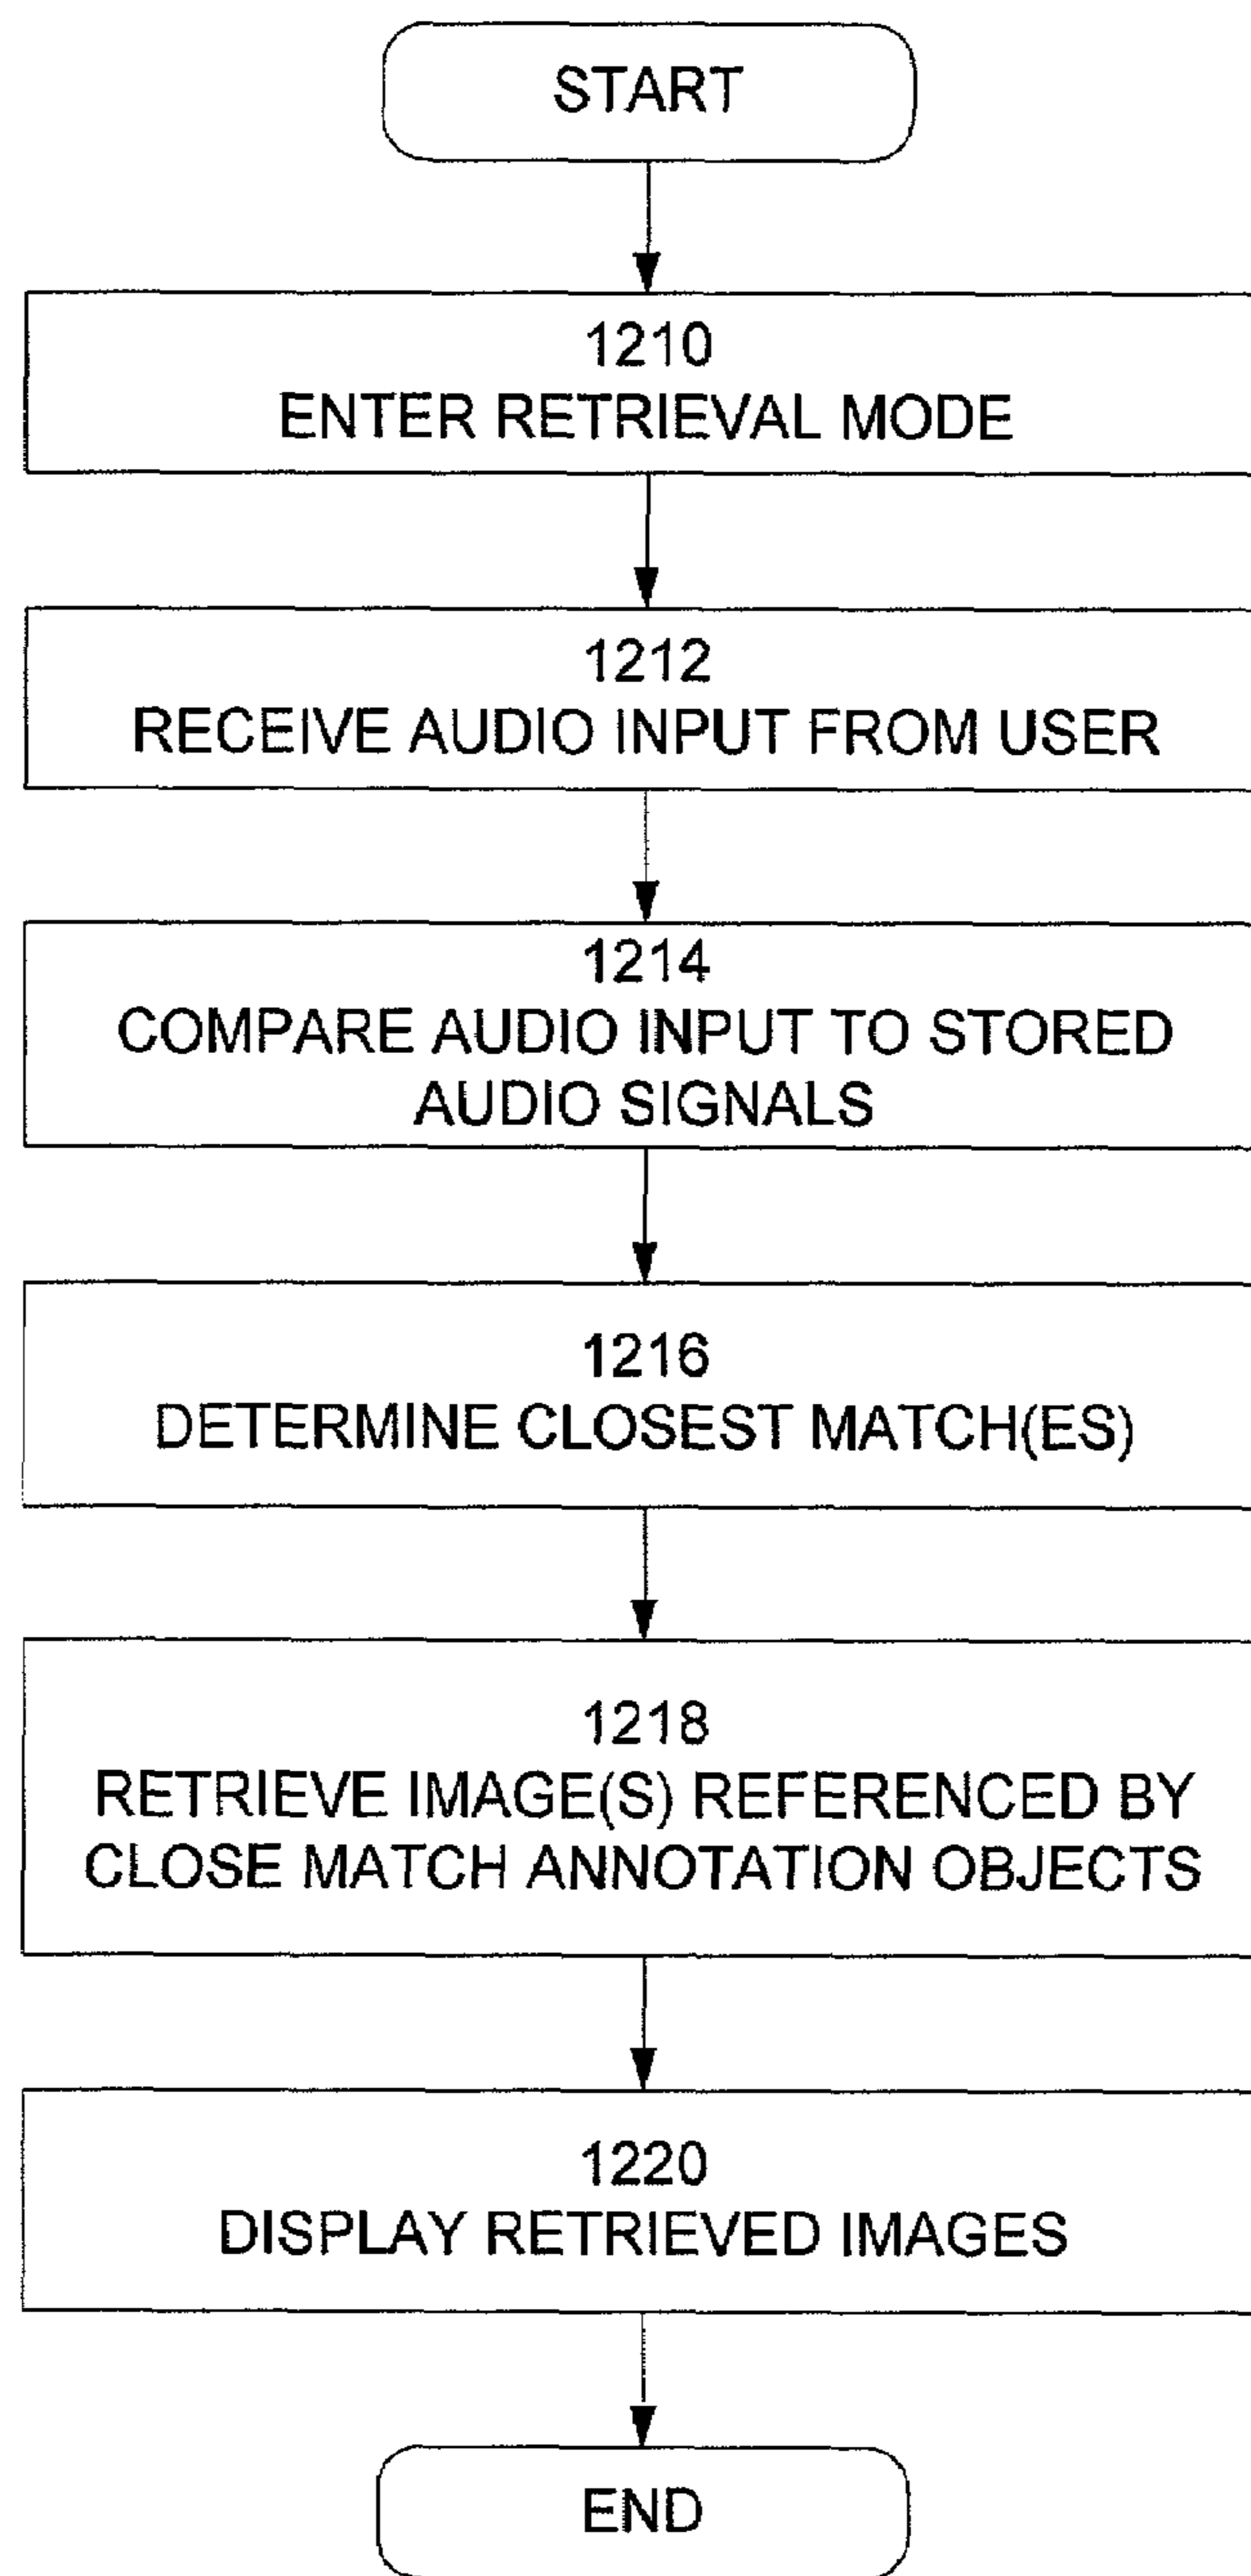 START
1210
ENTER RETRIEVAL MODE
1212
RECEIVE AUDIO INPUT FROM USER
1214
COMPARE AUDIO INPUT TO STORED
AUDIO SIGNALS
1216
DETERMINE CLOSEST MATCH(ES)
1218
RETRIEVE IMAGE(S) REFERENCED BY
CLOSE MATCH ANNOTATION OBJECTS
1220
DISPLAY RETRIEVED IMAGES
END